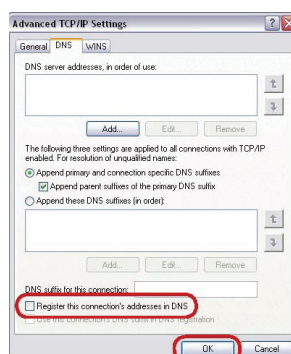 Advanced TCP/IP Settings
General DNS WINS
DNS server addresses, in order of use:
Add... Edit... Remove
The following three settings are applied to all connections with TCP/IP
enabled. For resolution of unqualified names:
Append primary and connection specific DNS suffixes
Append parent suffixes of the primary DNS suffix
Append these DNS suffixes (in order):
Add... Edit... Remove
DNS suffix for this connection:
Register this connection's addresses in DNS
Use this connection's DNS suffix in DNS registration
OK Cancel